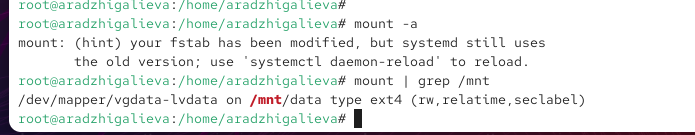 root@aradzhigalieva:/home/aradzhigalieva#
root@aradzhigalieva:/home/aradzhigalieva# mount -a
mount: (hint) your fstab has been modified, but systemd still uses
       the old version; use 'systemctl daemon-reload' to reload.
root@aradzhigalieva:/home/aradzhigalieva# mount | grep /mnt
/dev/mapper/vgdata-lvdata on /mnt/data type ext4 (rw,relatime,seclabel)
root@aradzhigalieva:/home/aradzhigalieva#